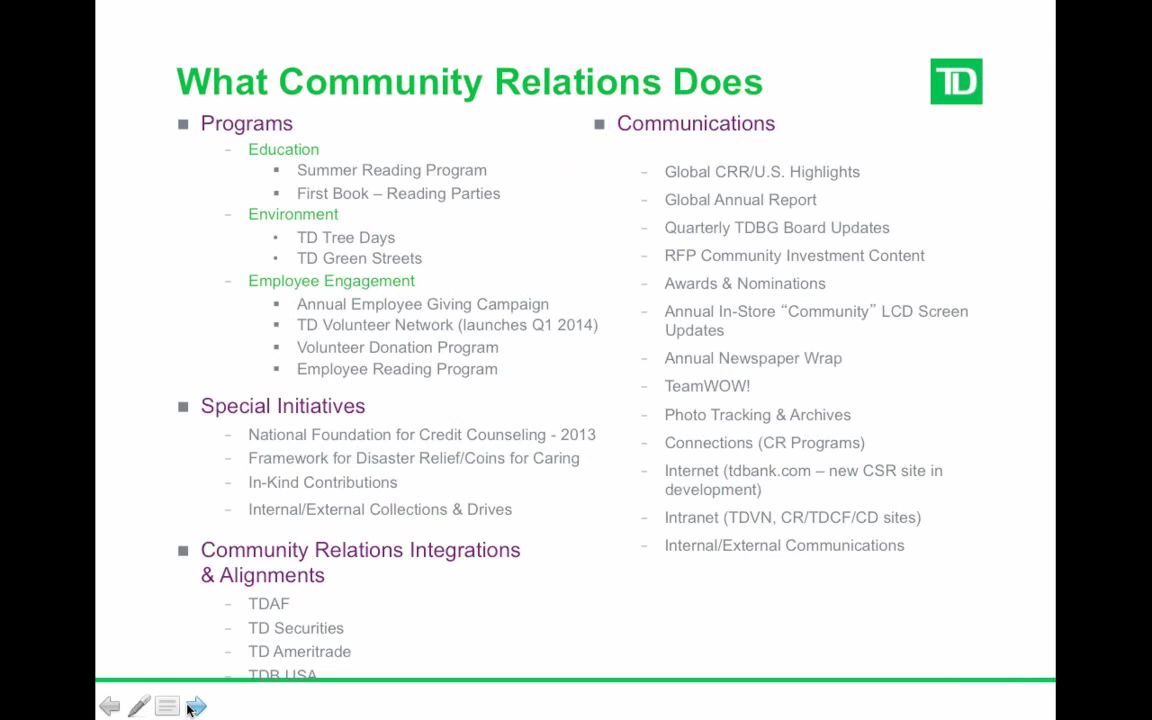 What Community Relations Does
TD
Programs
Education
Summer Reading Program
First Book – Reading Parties
Environment
TD Tree Days
TD Green Streets
Employee Engagement
Annual Employee Giving Campaign
TD Volunteer Network (launches Q1 2014)
Volunteer Donation Program
Employee Reading Program
Special Initiatives
National Foundation for Credit Counseling - 2013
Framework for Disaster Relief/Coins for Caring
In-Kind Contributions
Internal/External Collections & Drives
Community Relations Integrations
& Alignments
TDAF
TD Securities
TD Ameritrade
TDB USA
Communications
Global CRR/U.S. Highlights
Global Annual Report
Quarterly TDBG Board Updates
RFP Community Investment Content
Awards & Nominations
Annual In-Store “Community” LCD Screen
Updates
Annual Newspaper Wrap
TeamWOW!
Photo Tracking & Archives
Connections (CR Programs)
Internet (tdbank.com – new CSR site in
development)
Intranet (TDVN, CR/TDCF/CD sites)
Internal/External Communications